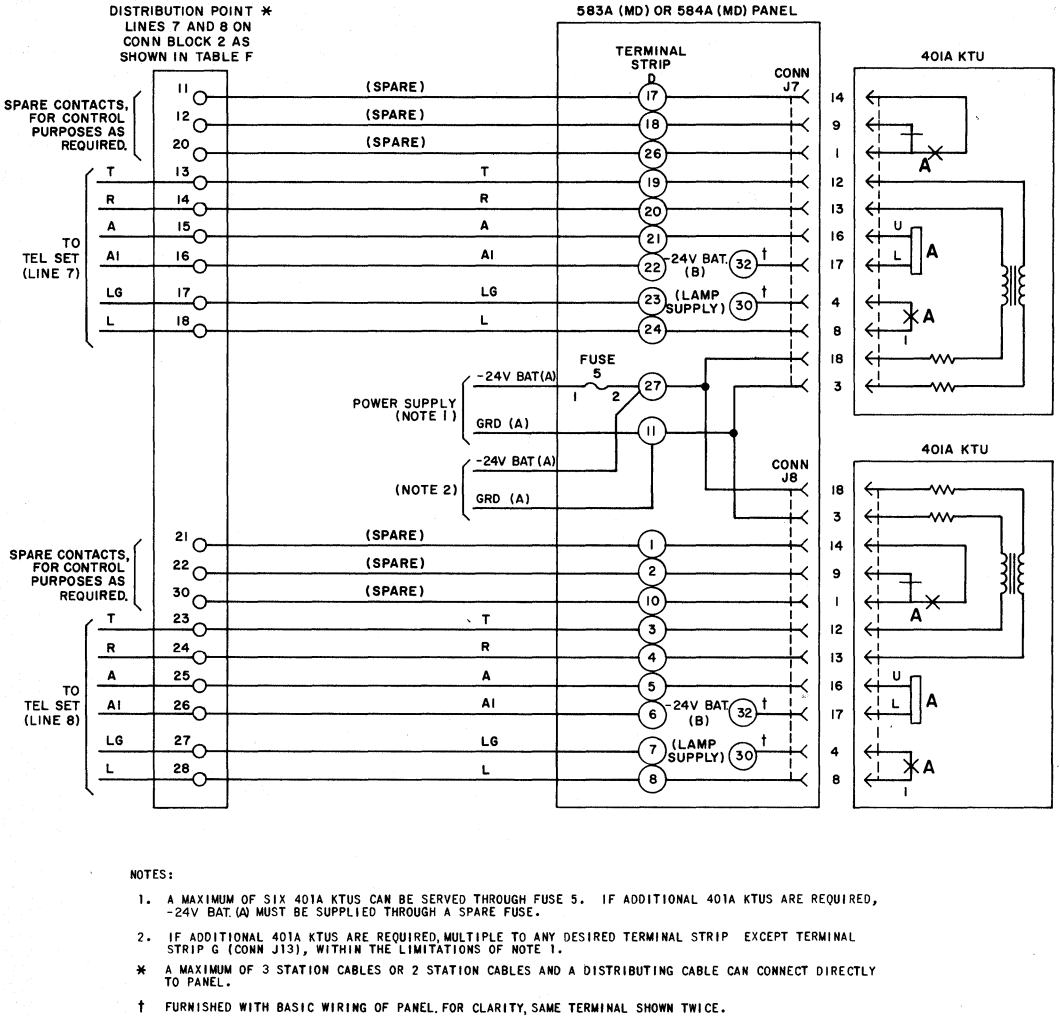 DISTRIBUTION POINT *
LINES 7 AND 8 ON
CONN BLOCK 2 AS
SHOWN IN TABLE F
583A (MD) OR 584A (MD) PANEL
TERMINAL
STRIP
D
CONN
J7
401A KTU
SPARE CONTACTS,
FOR CONTROL
PURPOSES AS
REQUIRED.
11 (SPARE) 17 14
12 (SPARE) 18 9
20 (SPARE) 26 1
A
T 13 T 19 12
R 14 R 20 13
A 15 A 21 16 U
TO
TEL SET
(LINE 7)
A1 16 A1 22 -24V BAT. (B) 32 † 17 L
A
LG 17 LG 23 (LAMP SUPPLY) 30 † 4
A
L 18 L 24 8 1
18
FUSE
5
-24V BAT(A) 1 2 27 3
POWER SUPPLY
(NOTE 1)
GRD (A) 11
-24V BAT(A)
(NOTE 2)
GRD (A)
CONN
J8
401A KTU
18
3
SPARE CONTACTS,
FOR CONTROL
PURPOSES AS
REQUIRED.
21 (SPARE) 1 14
22 (SPARE) 2 9
30 (SPARE) 10 1
A
T 23 T 3 12
R 24 R 4 13
A 25 A 5 16 U
TO
TEL SET
(LINE 8)
A1 26 A1 6 -24V BAT. (B) 32 † 17 L
A
LG 27 LG 7 (LAMP SUPPLY) 30 † 4
A
L 28 L 8 8 1
NOTES:
1. A MAXIMUM OF SIX 401A KTUS CAN BE SERVED THROUGH FUSE 5. IF ADDITIONAL 401A KTUS ARE REQUIRED,
-24V BAT. (A) MUST BE SUPPLIED THROUGH A SPARE FUSE.
2. IF ADDITIONAL 401A KTUS ARE REQUIRED, MULTIPLE TO ANY DESIRED TERMINAL STRIP EXCEPT TERMINAL
STRIP G (CONN J13), WITHIN THE LIMITATIONS OF NOTE 1.
* A MAXIMUM OF 3 STATION CABLES OR 2 STATION CABLES AND A DISTRIBUTING CABLE CAN CONNECT DIRECTLY
TO PANEL.
† FURNISHED WITH BASIC WIRING OF PANEL. FOR CLARITY, SAME TERMINAL SHOWN TWICE.